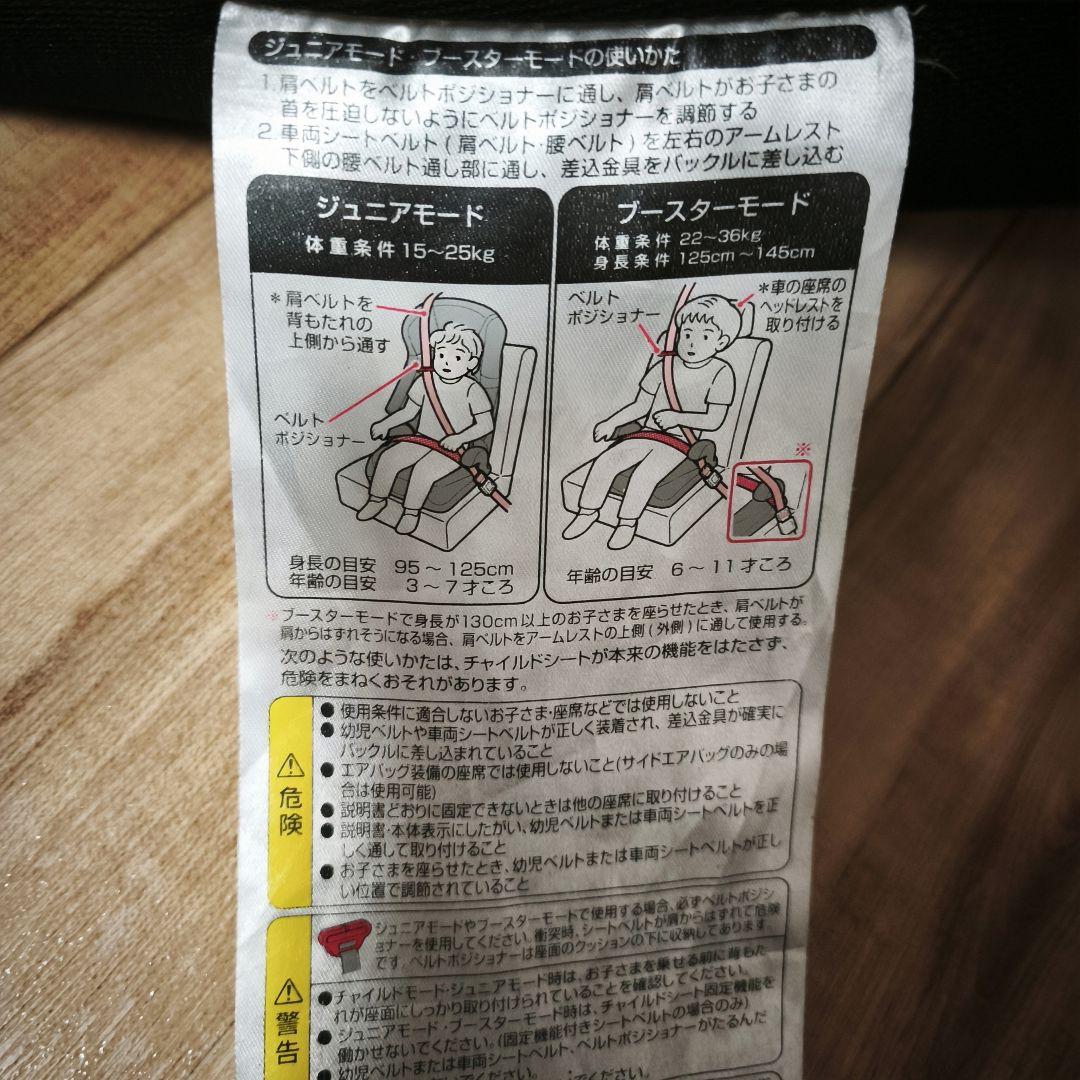 ジュニアモード・ブースターモードの使いかた
1.肩ベルトをベルトポジショナーに通し、肩ベルトがお子さまの
首を圧迫しないようにベルトポジショナーを調節する
2.車両シートベルト(肩ベルト・腰ベルト)を左右のアームレスト
下側の腰ベルト通し部に通し、差込金具をバックルに差し込む
ジュニアモード
体重条件 15～25kg
*肩ベルトを
背もたれの
上側から通す
ベルト
ポジショナー
身長の目安 95～125cm
年齢の目安 3～7才ころ
ブースターモード
体重条件 22～36kg
身長条件 125cm～145cm
ベルト
ポジショナー
*車の座席の
ヘッドレストを
取り付ける
※
年齢の目安 6～11才ころ
※ブースターモードで身長が130cm以上のお子さまを座らせたとき、肩ベルトが
肩からはずれそうになる場合、肩ベルトをアームレストの上側(外側)に通して使用する。
次のような使いかたは、チャイルドシートが本来の機能をはたさず、
危険をまねくおそれがあります。
危険
●使用条件に適合しないお子さま・座席などでは使用しないこと
●幼児ベルトや車両シートベルトが正しく装着され、差込金具が確実に
バックルに差し込まれていること
●エアバッグ装備の座席では使用しないこと(サイドエアバッグのみの場
合は使用可能)
●説明書どおりに固定できないときは他の座席に取り付けること
●説明書・本体表示にしたがい、幼児ベルトまたは車両シートベルトを正
しく通して取り付けること
●お子さまを座らせたとき、幼児ベルトまたは車両シートベルトが正し
い位置で調節されていること
警告
ジュニアモードやブースターモードで使用する場合、必ずベルトポジシ
ョナーを使用してください。衝突時、シートベルトが肩からはずれて危険
です。ベルトポジショナーは座面のクッションの下に収納してあります。
●チャイルドモード・ジュニアモード時は、お子さまを乗せる前に背もた
れが座面にしっかり取り付けられていることを確認してください。
●ジュニアモード・ブースターモード時は、チャイルドシート固定機能を
働かせないでください。(固定機能付きシートベルトの場合のみ)
●幼児ベルトまたは車両シートベルト、ベルトポジショナーがたるんだ